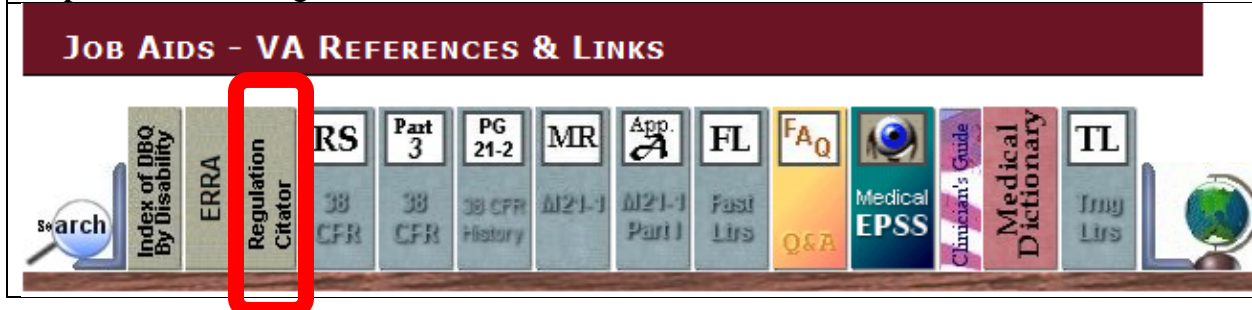 JOB AIDS - VA REFERENCES & LINKS
Search
Index of DBQ
By Disability
ERRA
Regulation
Citator
RS
38
CFR
Part
3
38
CFR
PG
21-2
38 CFR
History
MR
M21-1
App.
A
M21-1
Part I
FL
Fast
Ltrs
FAQ
Q&A
Medical
EPSS
Clinician's Guide
Medical
Dictionary
TL
Trng
Ltrs